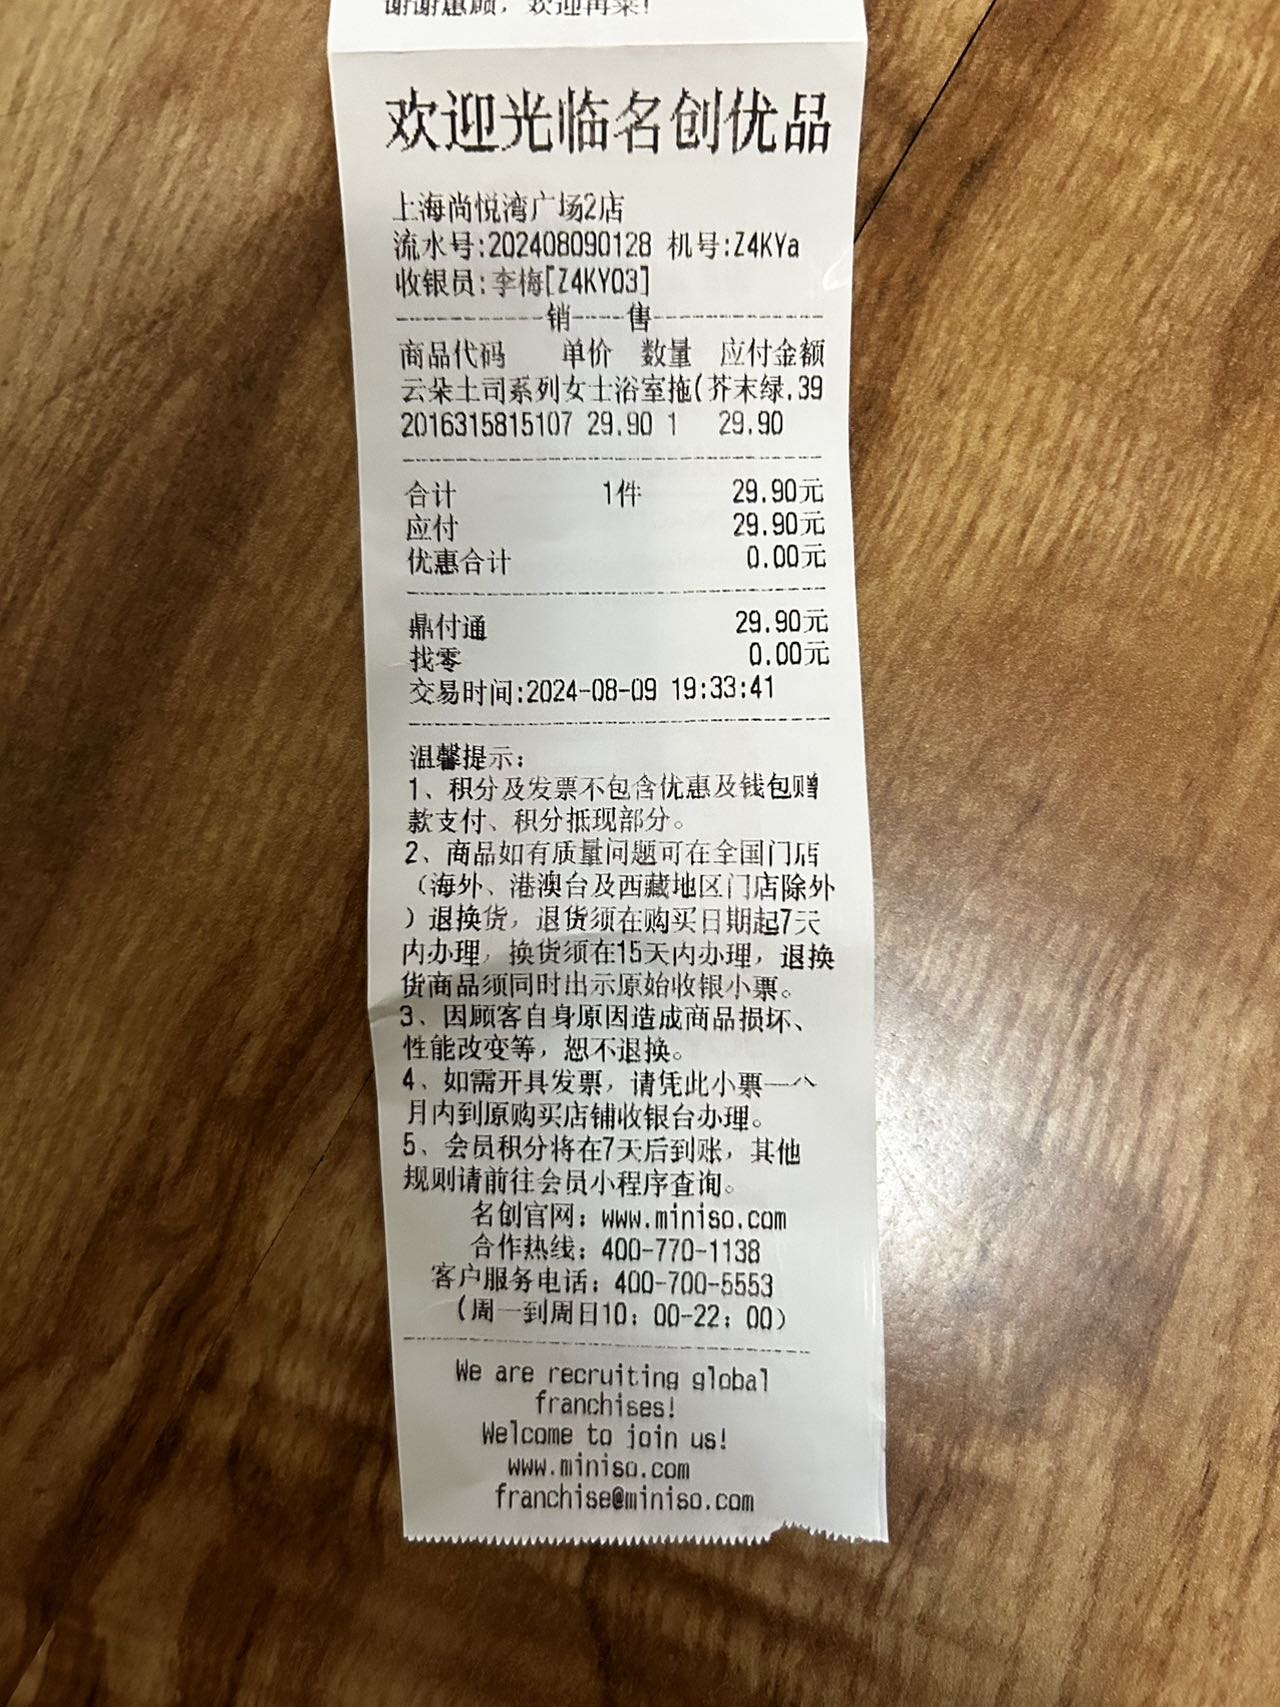 谢谢惠顾，欢迎再来！
欢迎光临名创优品
上海尚悦湾广场2店
流水号:202408090128 机号:Z4KYa
收银员:李梅[Z4KY03]
----------销----售------------
商品代码 单价 数量 应付金额
云朵土司系列女士浴室拖(芥末绿,39
2016315815107 29.90 1 29.90
合计 1件 29.90元
应付 29.90元
优惠合计 0.00元
鼎付通 29.90元
找零 0.00元
交易时间:2024-08-09 19:33:41
温馨提示：
1、积分及发票不包含优惠及钱包赠
款支付、积分抵现部分。
2、商品如有质量问题可在全国门店
（海外、港澳台及西藏地区门店除外
）退换货，退货须在购买日期起7天
内办理，换货须在15天内办理，退换
货商品须同时出示原始收银小票。
3、因顾客自身原因造成商品损坏、
性能改变等，恕不退换。
4、如需开具发票，请凭此小票一个
月内到原购买店铺收银台办理。
5、会员积分将在7天后到账，其他
规则请前往会员小程序查询。
名创官网：www.miniso.com
合作热线：400-770-1138
客户服务电话：400-700-5553
（周一到周日10：00-22：00）
We are recruiting global
franchises!
Welcome to join us!
www.miniso.com
franchise@miniso.com